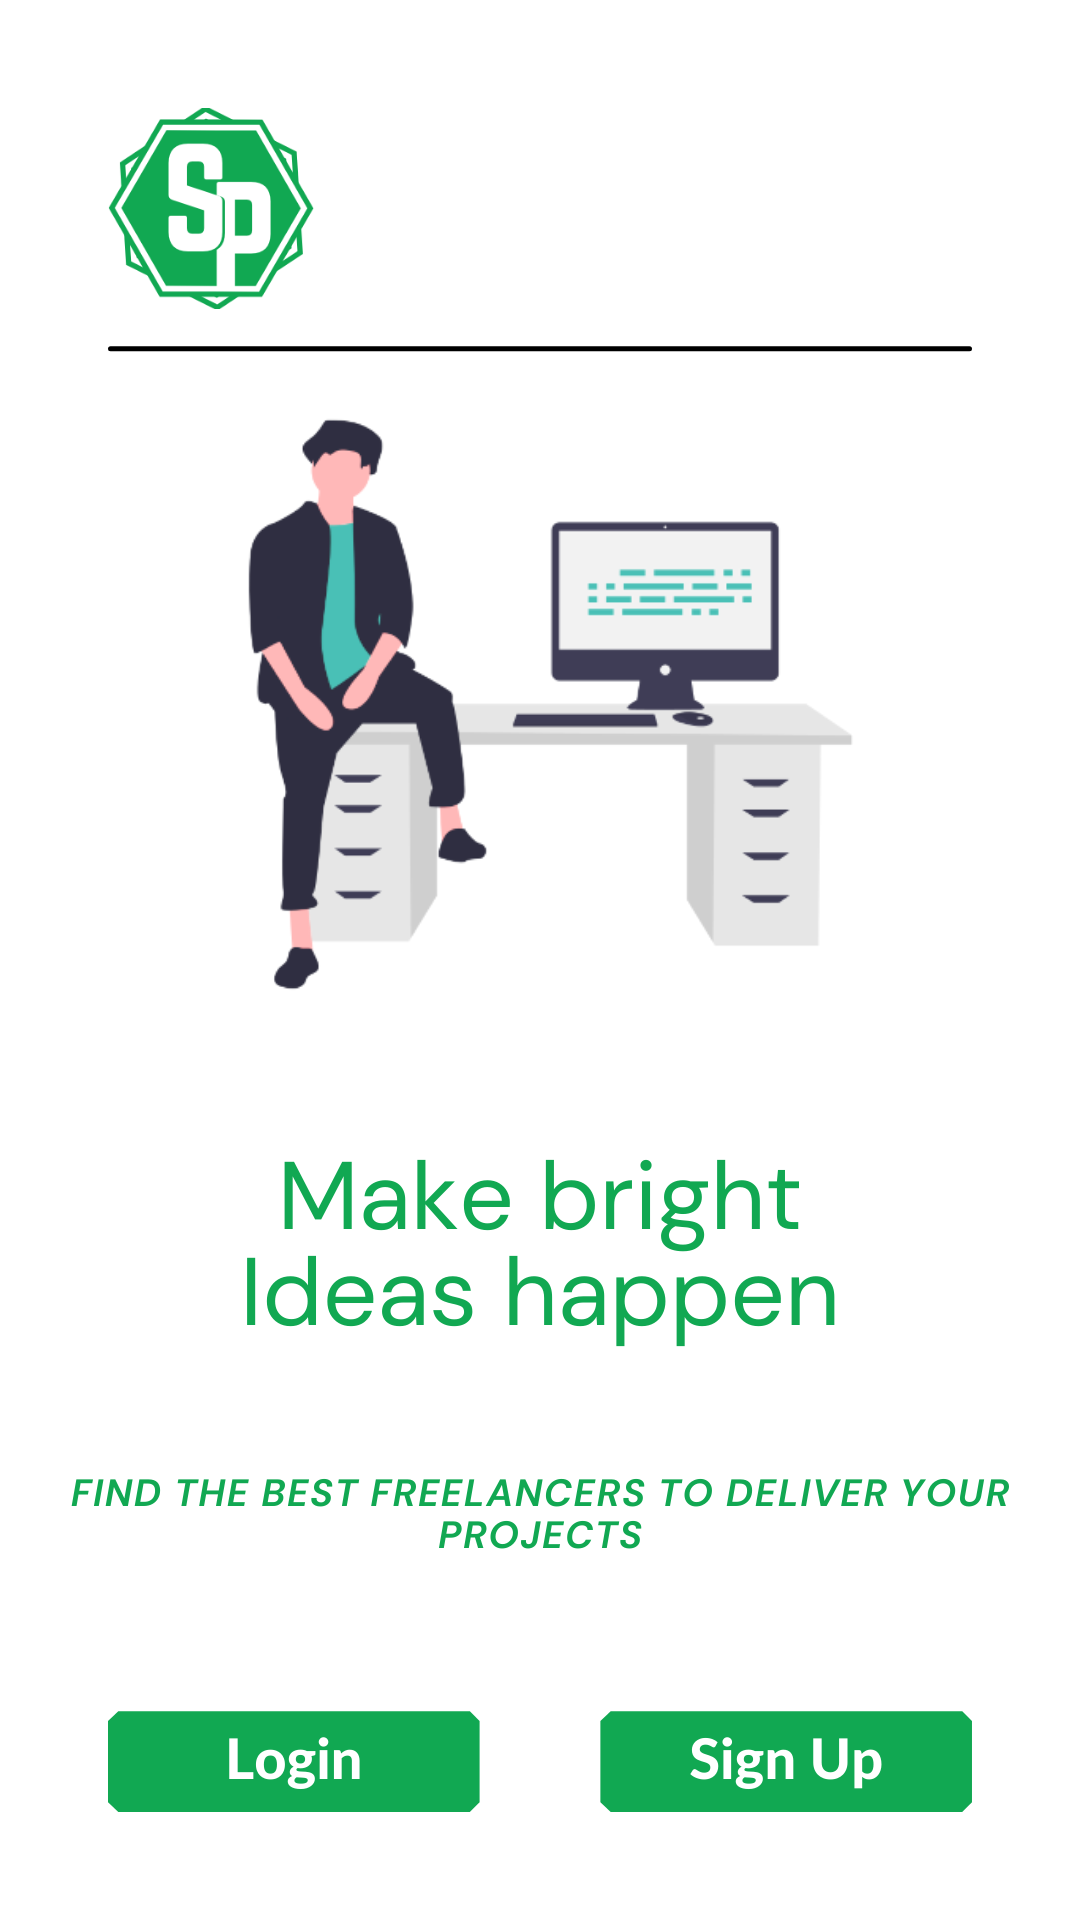 SP
Make bright
Ideas happen
FIND THE BEST FREELANCERS TO DELIVER YOUR
PROJECTS
Login
Sign Up